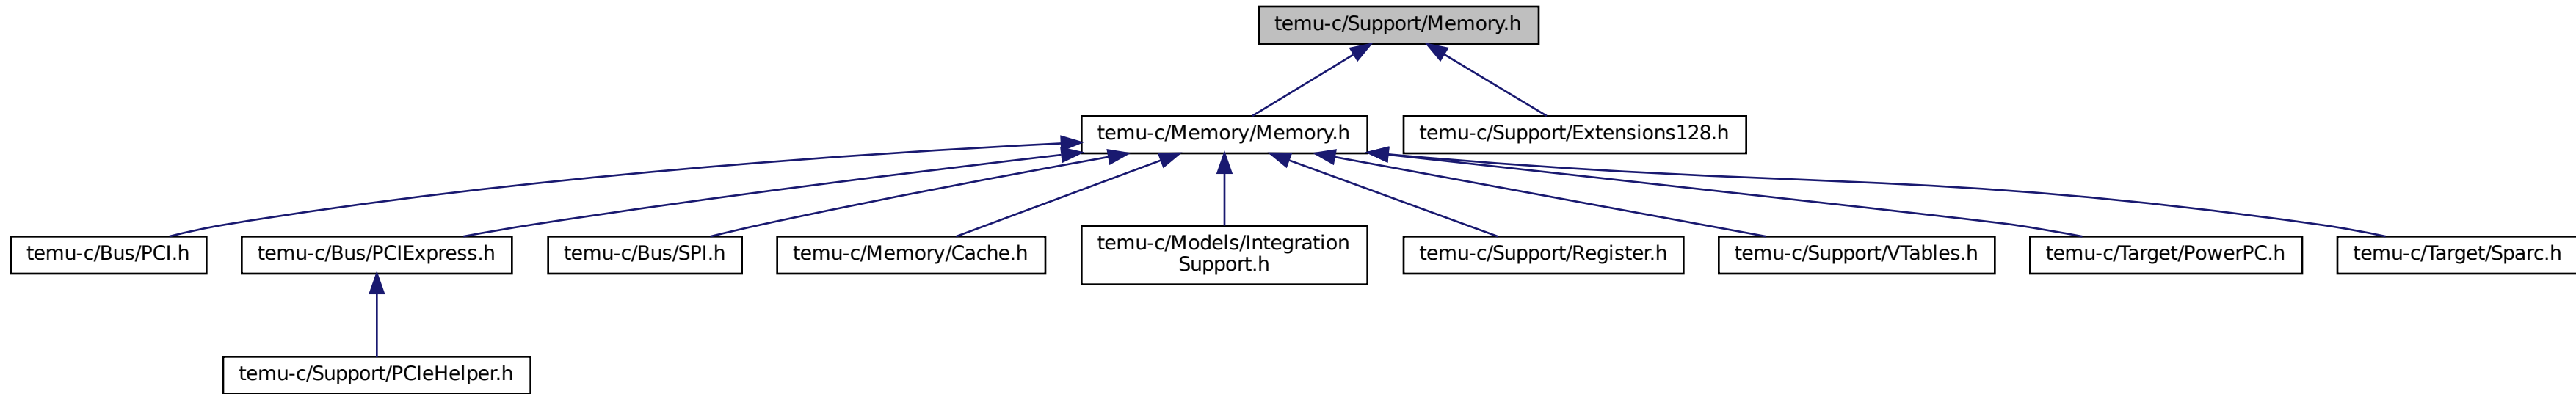 temu-c/Support/Memory.h
temu-c/Memory/Memory.h
temu-c/Support/Extensions128.h
temu-c/Bus/PCI.h
temu-c/Bus/PCIExpress.h
temu-c/Bus/SPI.h
temu-c/Memory/Cache.h
temu-c/Models/Integration
Support.h
temu-c/Support/Register.h
temu-c/Support/VTables.h
temu-c/Target/PowerPC.h
temu-c/Target/Sparc.h
temu-c/Support/PCIeHelper.h